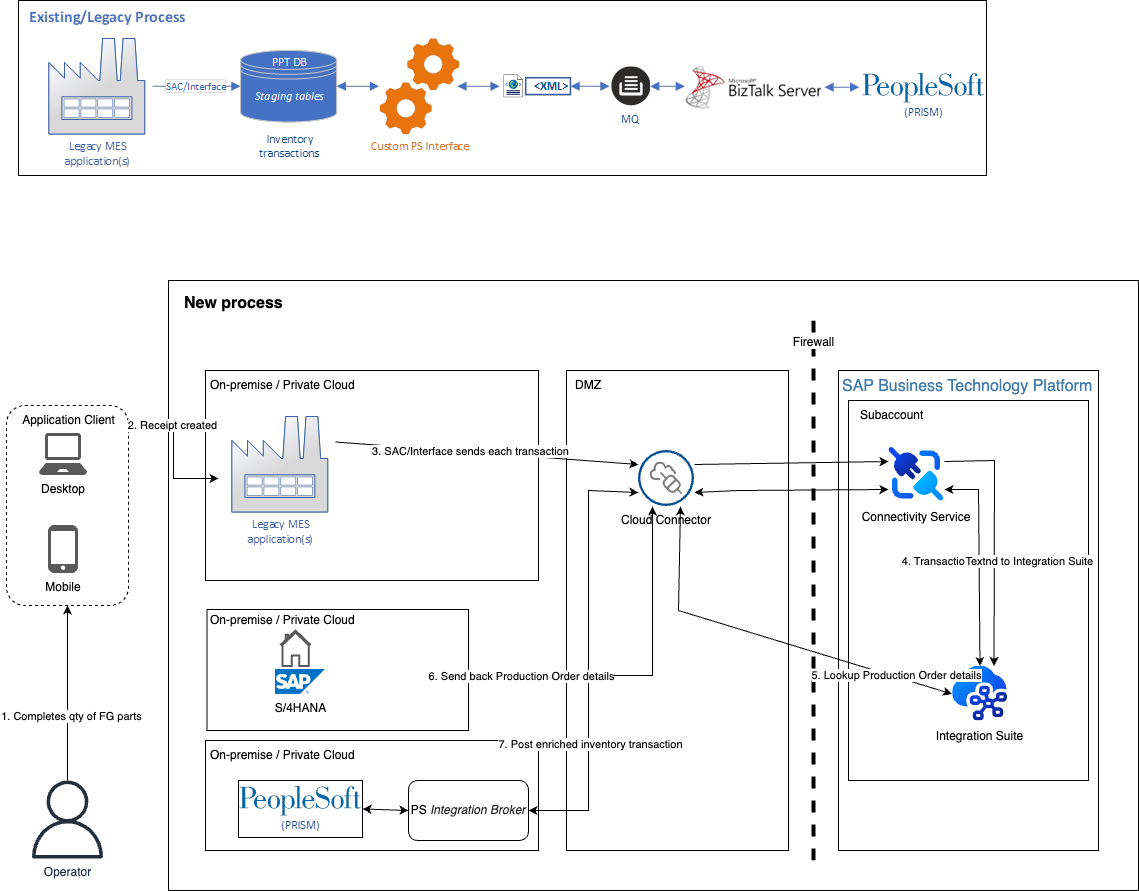 Existing/Legacy Process
PPT DB
Staging tables
SAC/Interface
<XML>
Microsoft®
BizTalk Server
PeopleSoft
(PRISM)
MQ
Inventory
transactions
Custom PS Interface
Legacy MES
application(s)
New process
Firewall
On-premise / Private Cloud
DMZ
SAP Business Technology Platform
Subaccount
Application Client
2. Receipt created
3. SAC/Interface sends each transaction
Desktop
Cloud Connector
Connectivity Service
Legacy MES
application(s)
4. TransactioTextnd to Integration Suite
Mobile
On-premise / Private Cloud
SAP
S/4HANA
6. Send back Production Order details
5. Lookup Production Order details
1. Completes qty of FG parts
Integration Suite
7. Post enriched inventory transaction
On-premise / Private Cloud
PeopleSoft
(PRISM)
PS Integration Broker
Operator